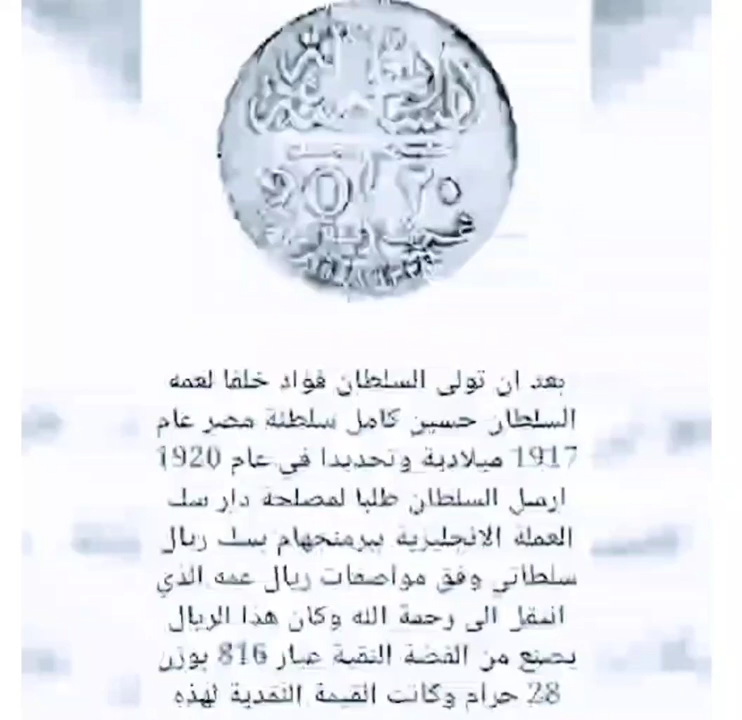 السلطنة المصرية
20 ٢٠
بعد ان تولى السلطان فؤاد خلفا لعمه
السلطان حسين كامل سلطنة مصر عام
1917 ميلادية وتحديدا في عام 1920
ارسل السلطان طلبا لمصلحة دار سك
العملة الانجليزية ببرمنجهام بسك ريال
سلطاني وفق مواصفات ريال عمه الذي
انتقل الى رحمة الله وكان هذا الريال
يصنع من الفضة النقية عيار 816 بوزن
28 جرام وكانت القيمة النقدية لهذه